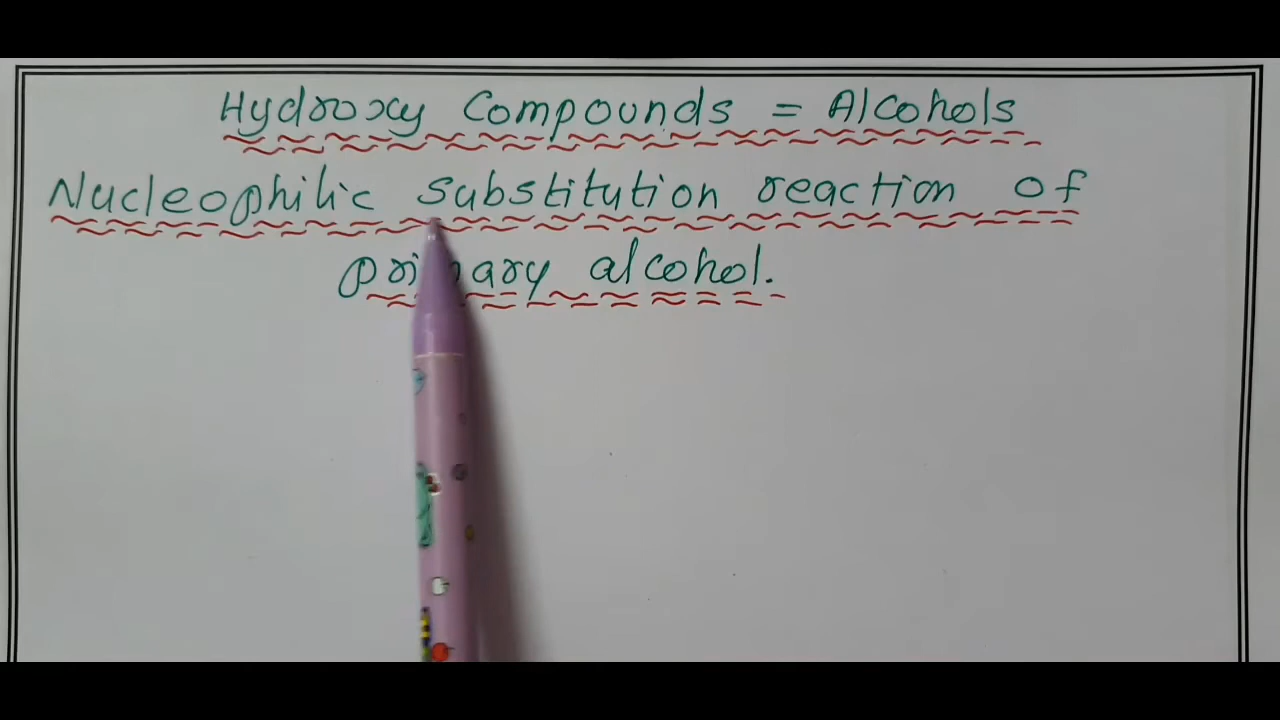 Hydroxy Compounds = Alcohols
Nucleophilic substitution reaction of
primary alcohol.